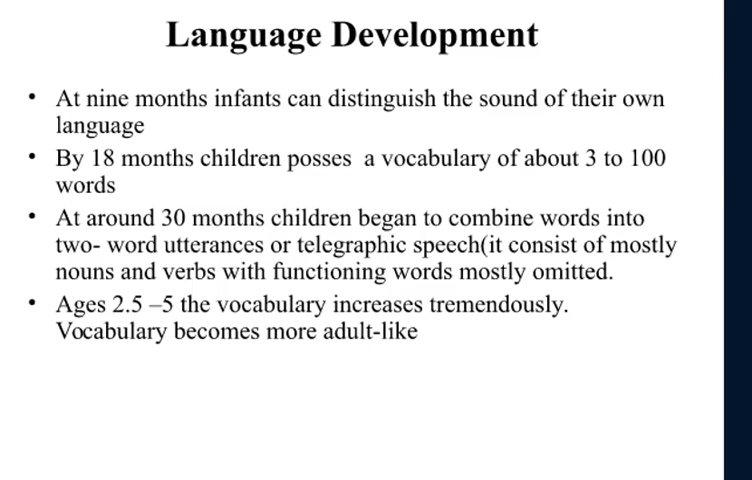 Language Development
• At nine months infants can distinguish the sound of their own
language
• By 18 months children posses a vocabulary of about 3 to 100
words
• At around 30 months children began to combine words into
two- word utterances or telegraphic speech(it consist of mostly
nouns and verbs with functioning words mostly omitted.
• Ages 2.5 –5 the vocabulary increases tremendously.
Vocabulary becomes more adult-like